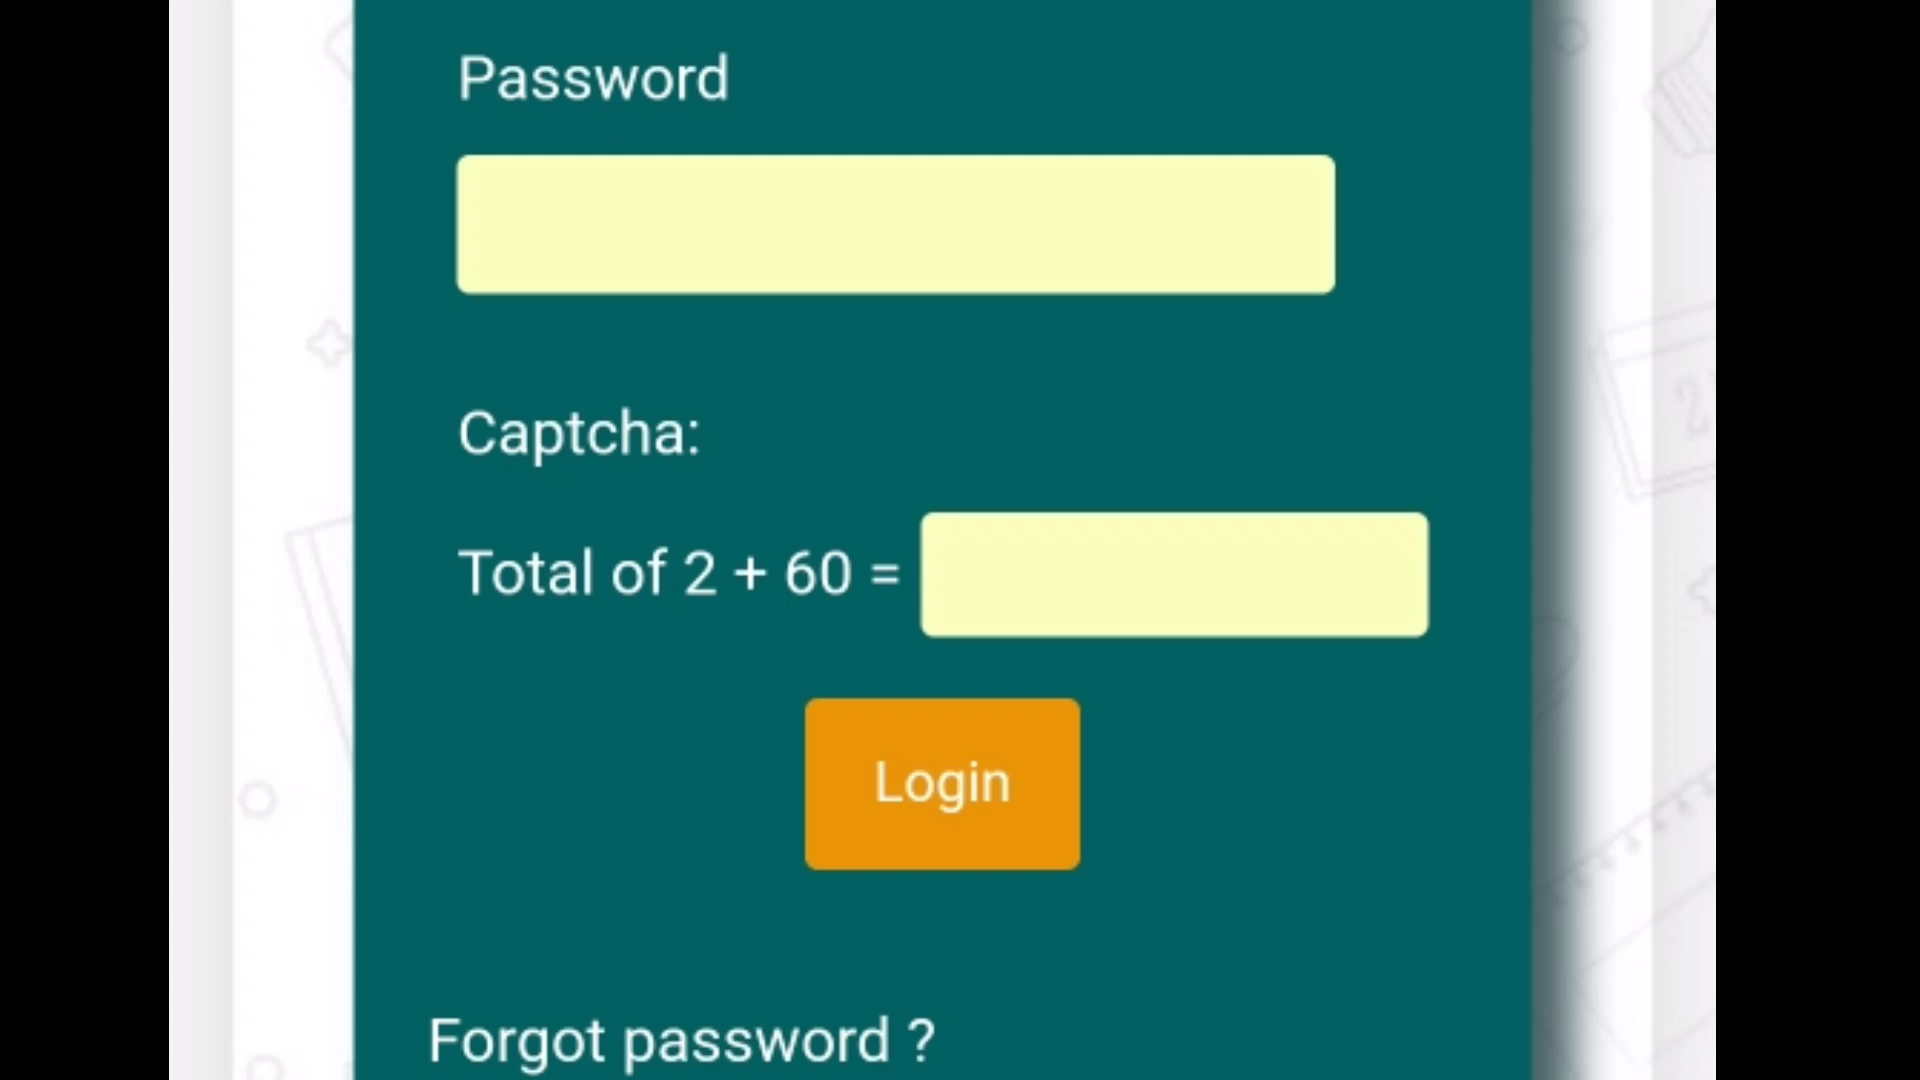 Password
Captcha:
Total of 2 + 60 =
Login
Forgot password ?